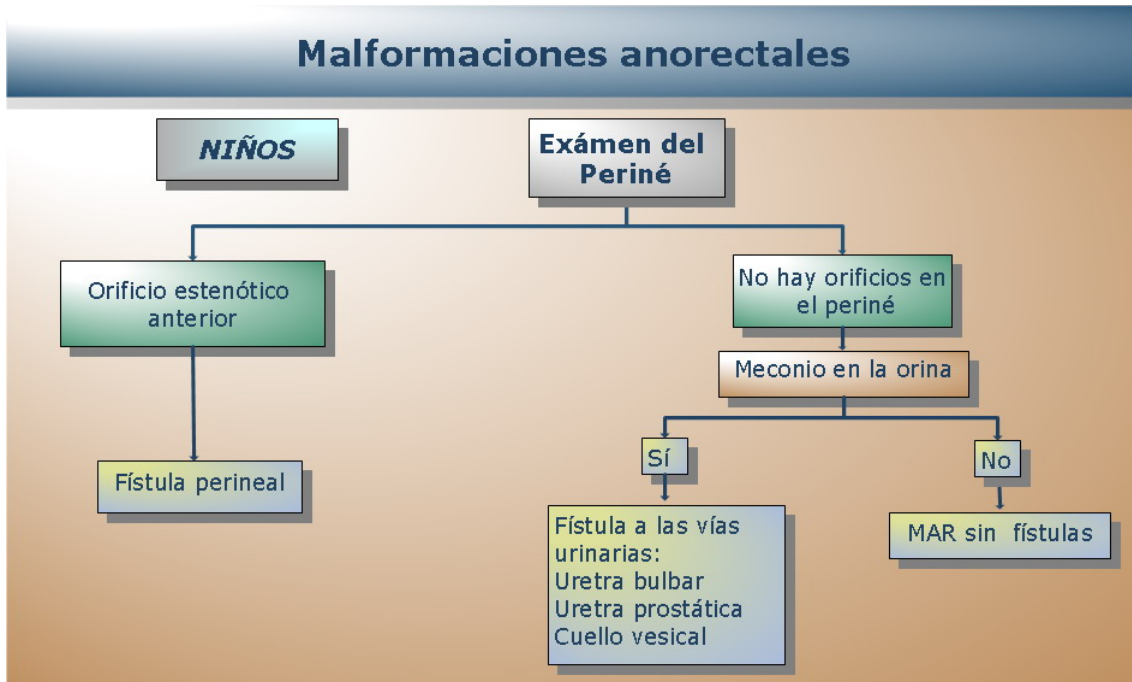 Malformaciones anorectales
NIÑOS
Exámen del
Periné
Orificio estenótico
anterior
No hay orificios en
el periné
Meconio en la orina
Sí
No
Fístula perineal
Fístula a las vías
urinarias:
Uretra bulbar
Uretra prostática
Cuello vesical
MAR sin fístulas